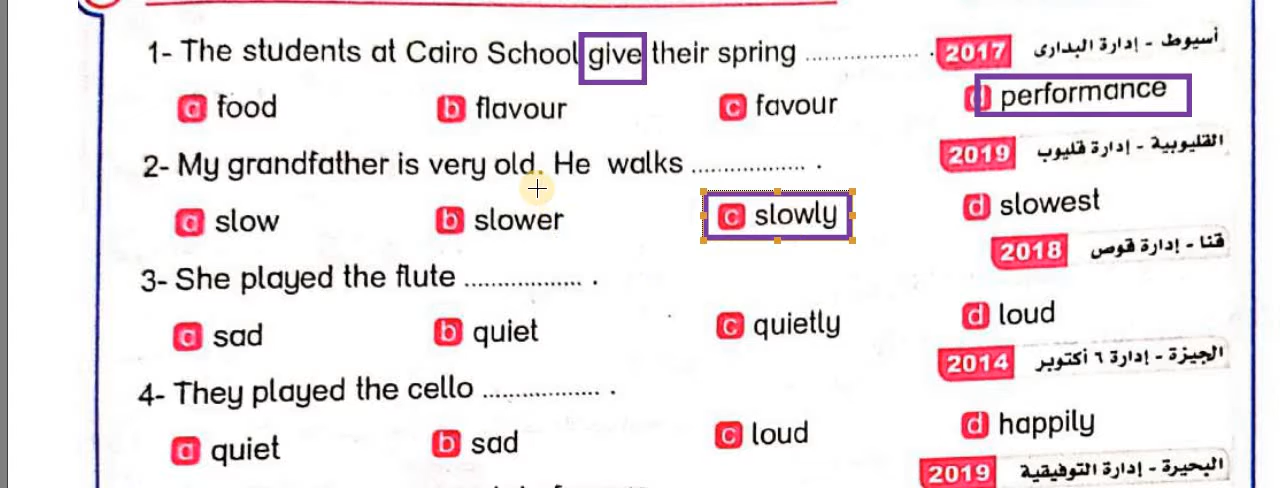 1- The students at Cairo School give their spring .................. . 2017 أسيوط - إدارة البدارى
a food b flavour c favour d performance
2- My grandfather is very old. He walks .................. . 2019 القليوبية - إدارة قليوب
a slow b slower c slowly d slowest
3- She played the flute .................. . 2018 قنا - إدارة قوص
a sad b quiet c quietly d loud
4- They played the cello .................. . 2014 الجيزة - إدارة ٦ أكتوبر
a quiet b sad c loud d happily
2019 البحيرة - إدارة التوفيقية